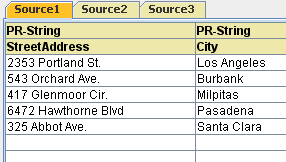 Source1 Source2 Source3
PR-String PR-String
StreetAddress City
2353 Portland St. Los Angeles
543 Orchard Ave. Burbank
417 Glenmoor Cir. Milpitas
6472 Hawthorne Blvd Pasadena
325 Abbot Ave. Santa Clara